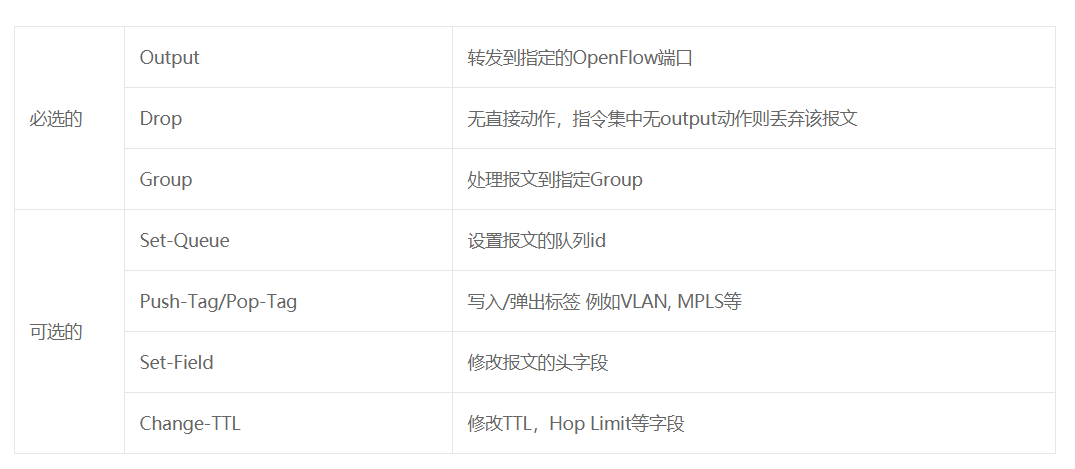 必选的
Output
转发到指定的OpenFlow端口
Drop
无直接动作，指令集中无output动作则丢弃该报文
Group
处理报文到指定Group
可选的
Set-Queue
设置报文的队列id
Push-Tag/Pop-Tag
写入/弹出标签 例如VLAN, MPLS等
Set-Field
修改报文的头字段
Change-TTL
修改TTL，Hop Limit等字段